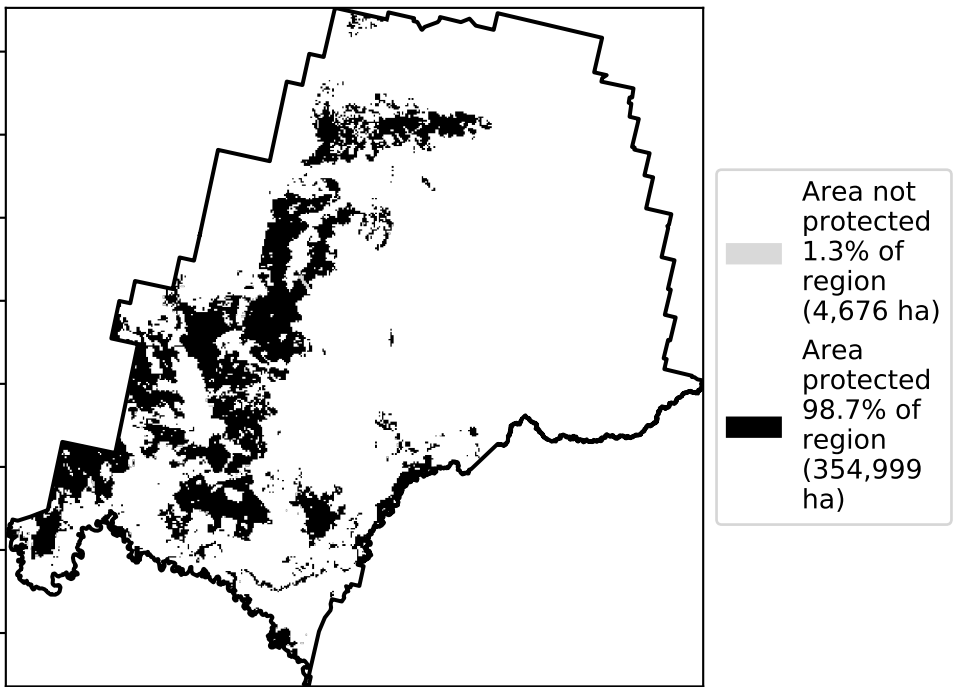 Area not
protected
1.3% of
region
(4,676 ha)
Area
protected
98.7% of
region
(354,999
ha)